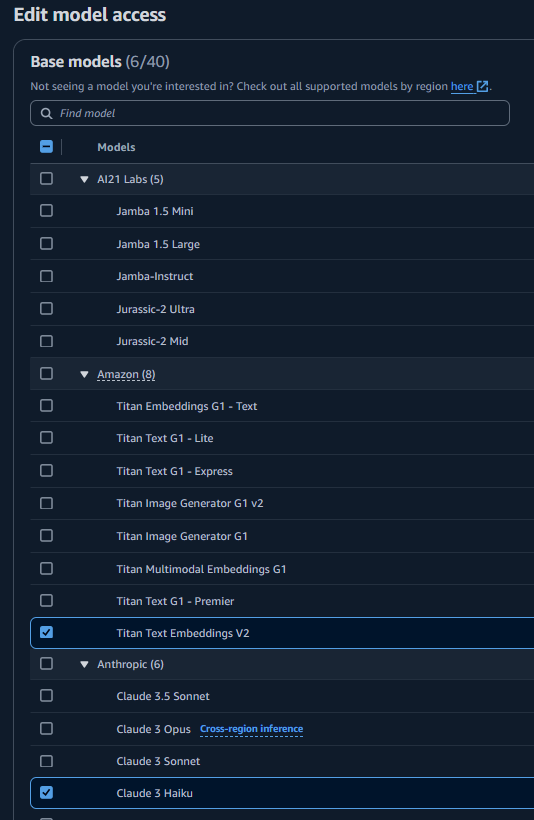 Edit model access
Base models (6/40)
Not seeing a model you're interested in? Check out all supported models by region here.
Find model
Models
AI21 Labs (5)
Jamba 1.5 Mini
Jamba 1.5 Large
Jamba-Instruct
Jurassic-2 Ultra
Jurassic-2 Mid
Amazon (8)
Titan Embeddings G1 - Text
Titan Text G1 - Lite
Titan Text G1 - Express
Titan Image Generator G1 v2
Titan Image Generator G1
Titan Multimodal Embeddings G1
Titan Text G1 - Premier
Titan Text Embeddings V2
Anthropic (6)
Claude 3.5 Sonnet
Claude 3 Opus Cross-region inference
Claude 3 Sonnet
Claude 3 Haiku